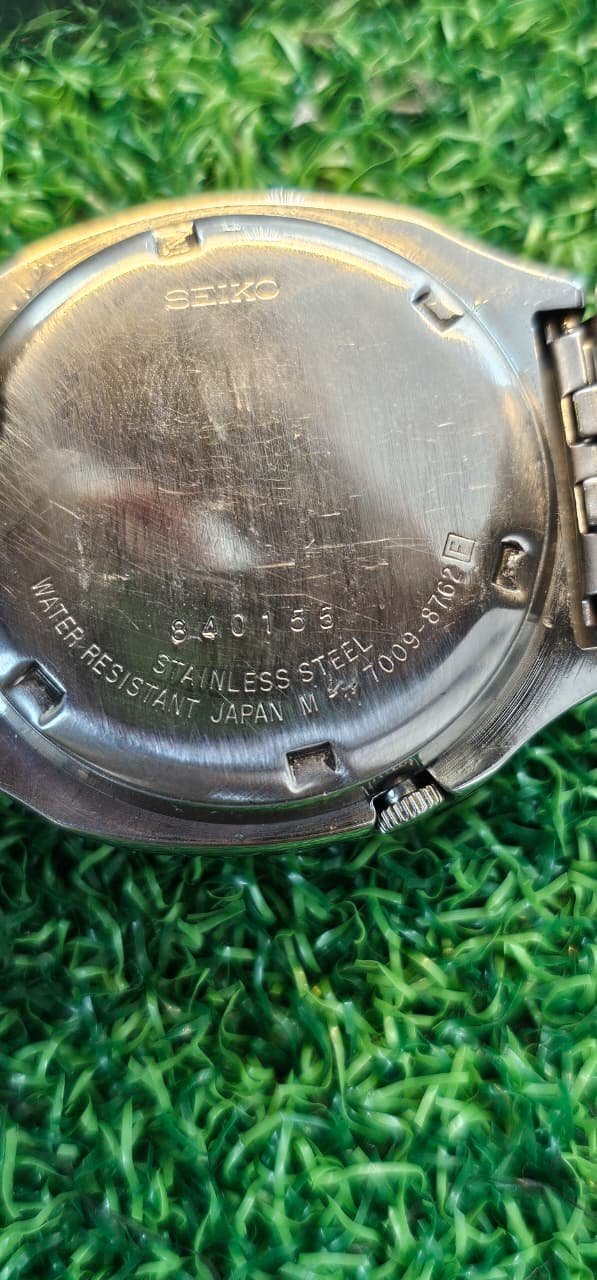 SEIKO
840156
STAINLESS STEEL
WATER RESISTANT JAPAN M 7009-8762 F